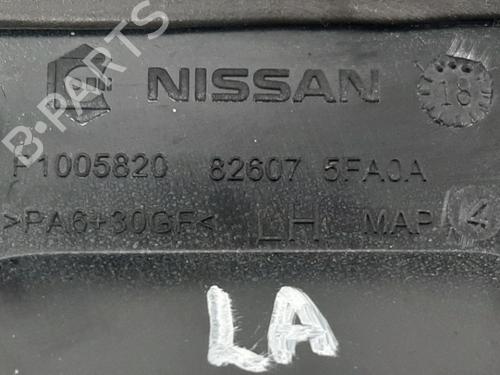 B-PARTS
NISSAN
18
P1005820 82607 5FA0A
>PA6+30GF< LH MAP 4
LA